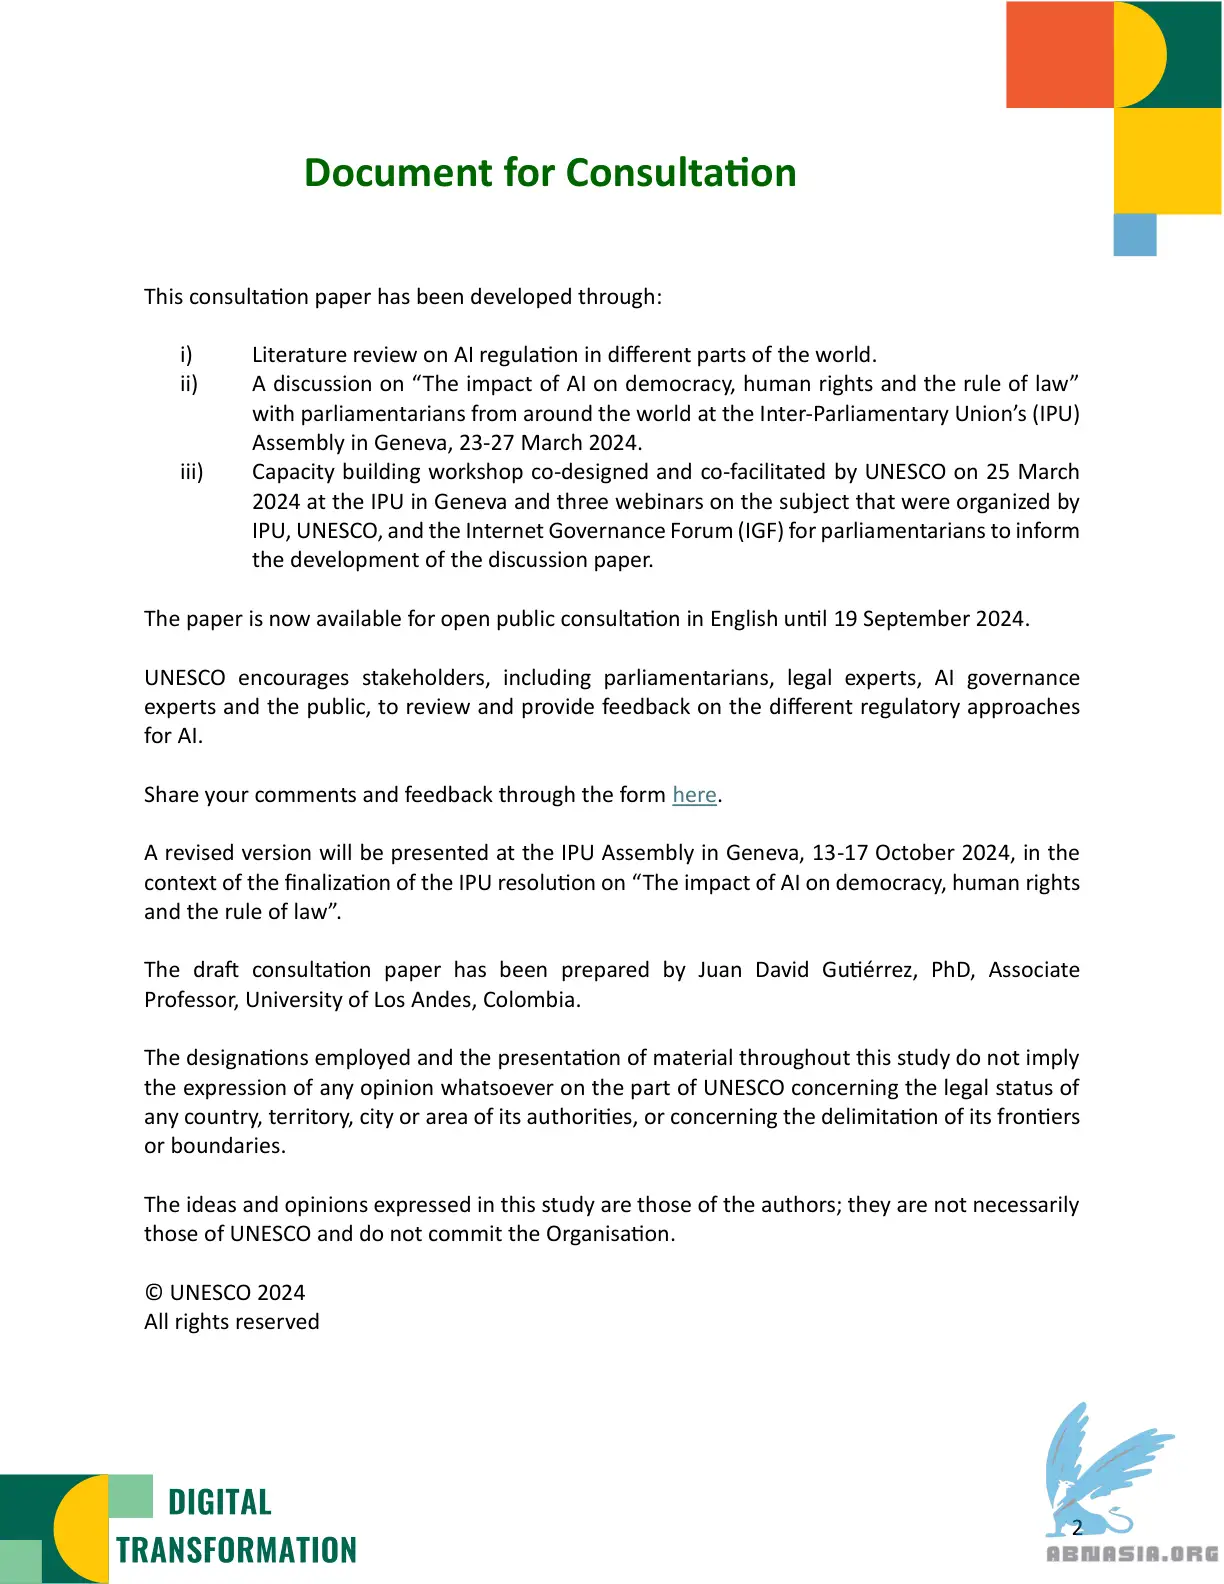 Document for Consultation
This consultation paper has been developed through:
i) Literature review on AI regulation in different parts of the world.
ii) A discussion on “The impact of AI on democracy, human rights and the rule of law”
with parliamentarians from around the world at the Inter-Parliamentary Union’s (IPU)
Assembly in Geneva, 23-27 March 2024.
iii) Capacity building workshop co-designed and co-facilitated by UNESCO on 25 March
2024 at the IPU in Geneva and three webinars on the subject that were organized by
IPU, UNESCO, and the Internet Governance Forum (IGF) for parliamentarians to inform
the development of the discussion paper.
The paper is now available for open public consultation in English until 19 September 2024.
UNESCO encourages stakeholders, including parliamentarians, legal experts, AI governance
experts and the public, to review and provide feedback on the different regulatory approaches
for AI.
Share your comments and feedback through the form here.
A revised version will be presented at the IPU Assembly in Geneva, 13-17 October 2024, in the
context of the finalization of the IPU resolution on “The impact of AI on democracy, human rights
and the rule of law”.
The draft consultation paper has been prepared by Juan David Gutiérrez, PhD, Associate
Professor, University of Los Andes, Colombia.
The designations employed and the presentation of material throughout this study do not imply
the expression of any opinion whatsoever on the part of UNESCO concerning the legal status of
any country, territory, city or area of its authorities, or concerning the delimitation of its frontiers
or boundaries.
The ideas and opinions expressed in this study are those of the authors; they are not necessarily
those of UNESCO and do not commit the Organisation.
© UNESCO 2024
All rights reserved
DIGITAL
TRANSFORMATION
2
ABNASIA.ORG